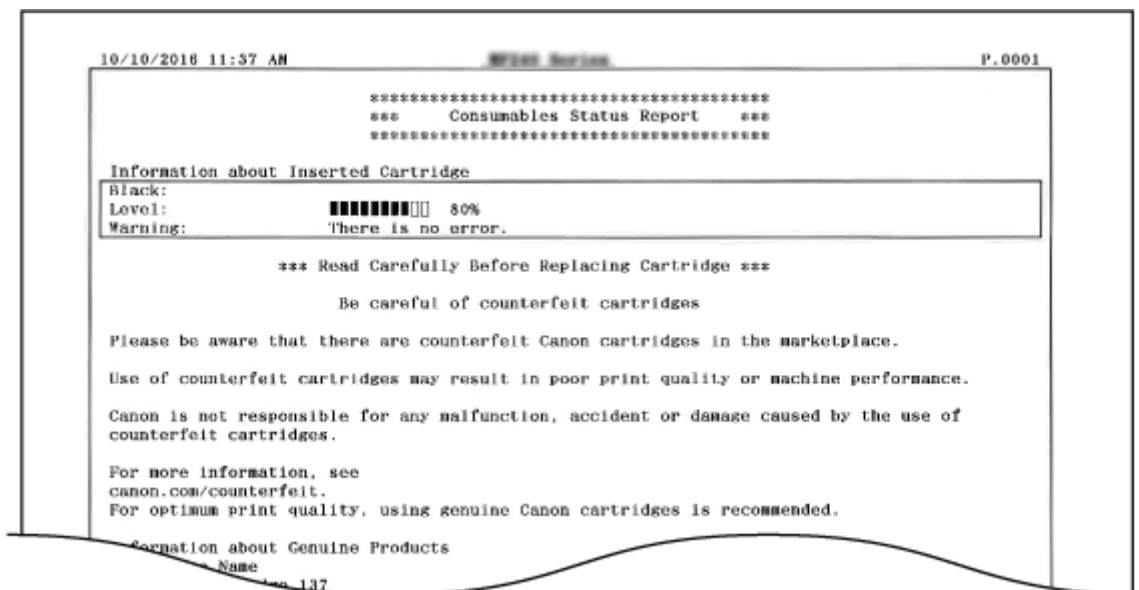 10/10/2016 11:37 AM P.0001
****************************************
*** Consumables Status Report ***
****************************************
Information about Inserted Cartridge
Black:
Level: 80%
Warning: There is no error.
*** Read Carefully Before Replacing Cartridge ***
Be careful of counterfeit cartridges
Please be aware that there are counterfeit Canon cartridges in the marketplace.
Use of counterfeit cartridges may result in poor print quality or machine performance.
Canon is not responsible for any malfunction, accident or damage caused by the use of
counterfeit cartridges.
For more information, see
canon.com/counterfeit.
For optimum print quality, using genuine Canon cartridges is recommended.
about Genuine Products
Name
137